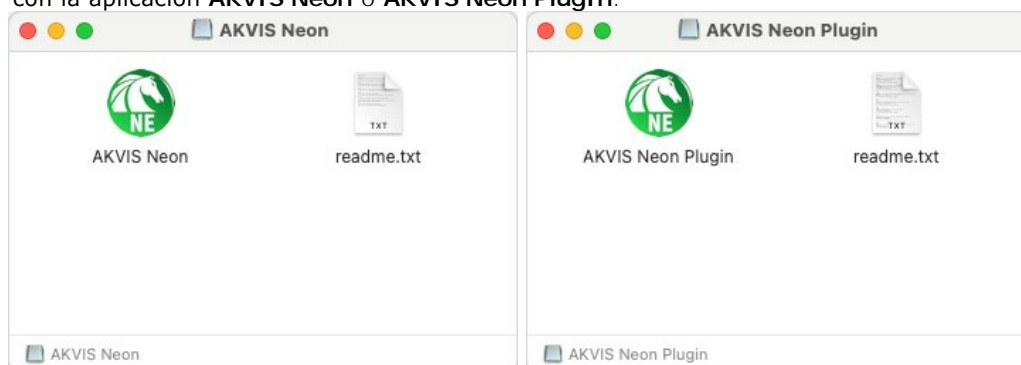 con la aplicación AKVIS Neon o AKVIS Neon Plugin.
AKVIS Neon
AKVIS Neon Plugin
NE
TXT
NE
TXT
AKVIS Neon
readme.txt
AKVIS Neon Plugin
readme.txt
AKVIS Neon
AKVIS Neon Plugin